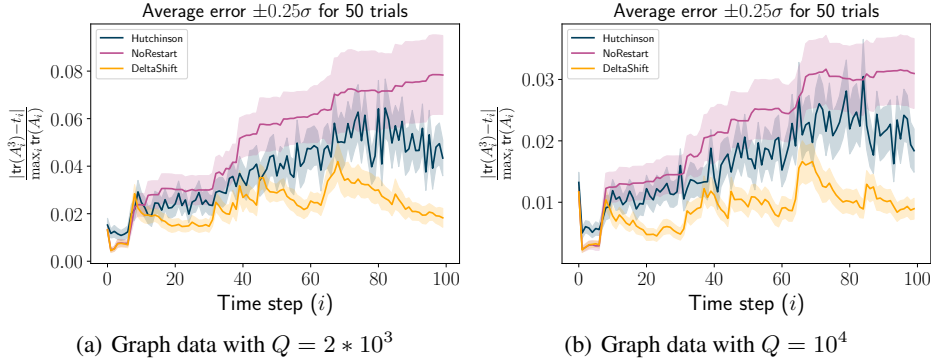 Average error ±0.25σ for 50 trials
Hutchinson
NoRestart
DeltaShift
|tr(A_i^3)−t_i|
max_i tr(A_i)
0.08
0.06
0.04
0.02
0.00
0 20 40 60 80 100
Time step (i)
(a) Graph data with Q = 2 * 10^3
Average error ±0.25σ for 50 trials
Hutchinson
NoRestart
DeltaShift
|tr(A_i^3)−t_i|
max_i tr(A_i)
0.03
0.02
0.01
0 20 40 60 80 100
Time step (i)
(b) Graph data with Q = 10^4